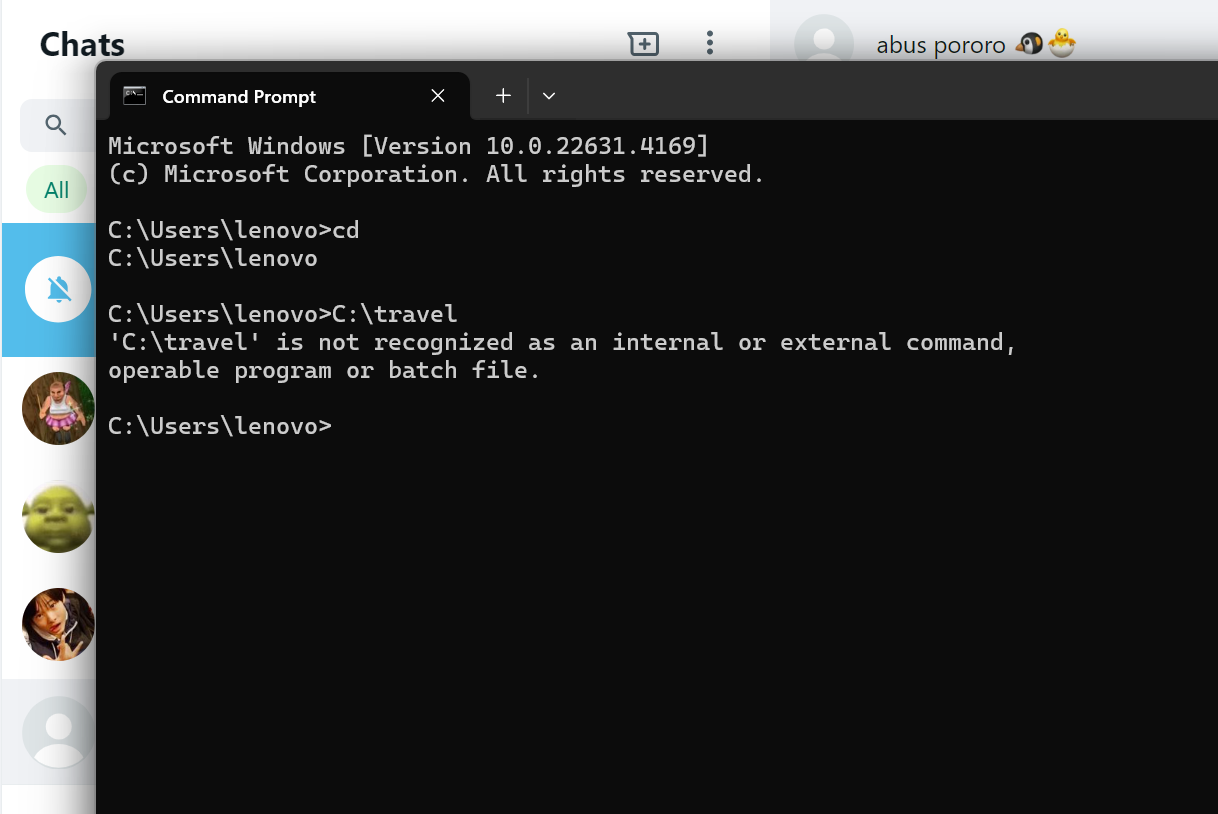 Chats
abus pororo 🐧🐣
Command Prompt
All
Microsoft Windows [Version 10.0.22631.4169]
(c) Microsoft Corporation. All rights reserved.
C:\Users\lenovo>cd
C:\Users\lenovo
C:\Users\lenovo>C:\travel
'C:\travel' is not recognized as an internal or external command,
operable program or batch file.
C:\Users\lenovo>